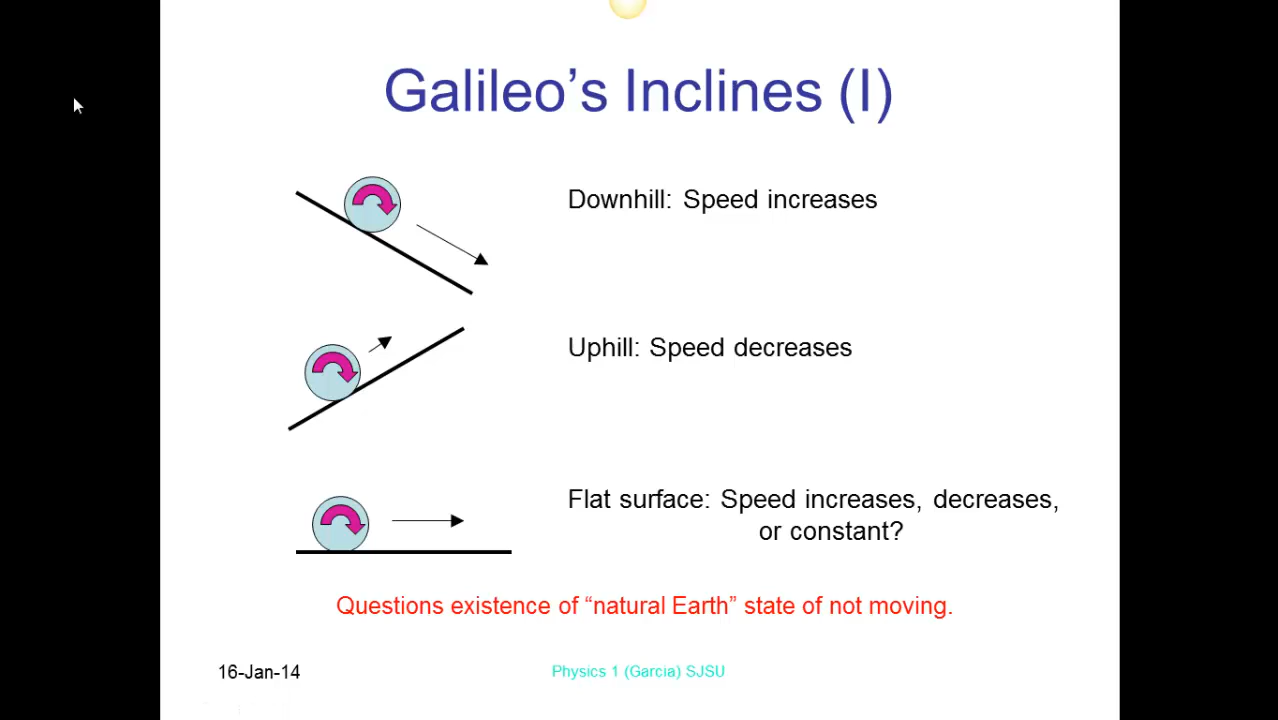 Galileo’s Inclines (I)
Downhill: Speed increases
Uphill: Speed decreases
Flat surface: Speed increases, decreases,
or constant?
Questions existence of “natural Earth” state of not moving.
16-Jan-14
Physics 1 (Garcia) SJSU